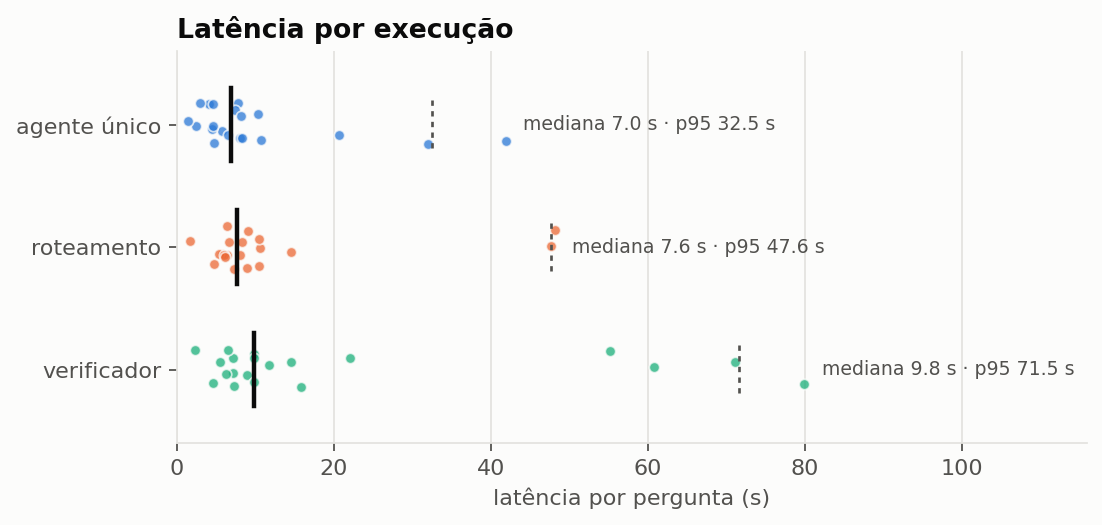 Latência por execução
agente único
mediana 7.0 s · p95 32.5 s
roteamento
mediana 7.6 s · p95 47.6 s
verificador
mediana 9.8 s · p95 71.5 s
0 20 40 60 80 100
latência por pergunta (s)